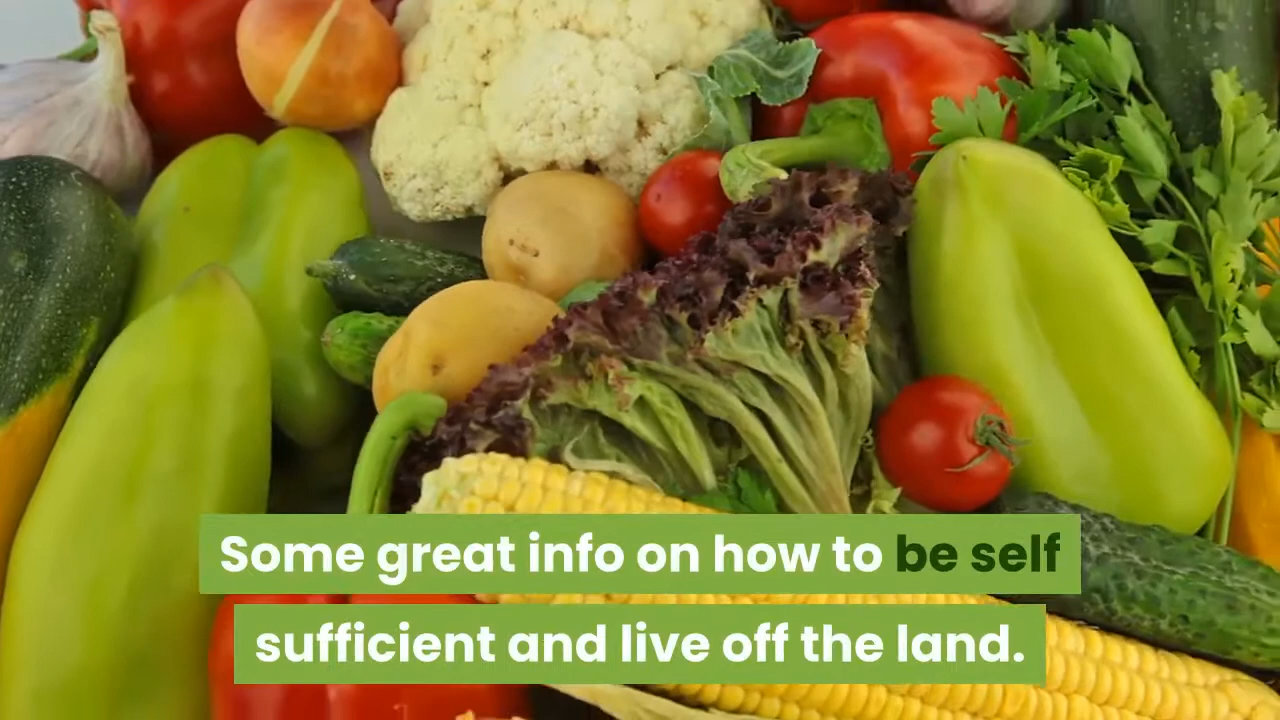 Some great info on how to be self
sufficient and live off the land.